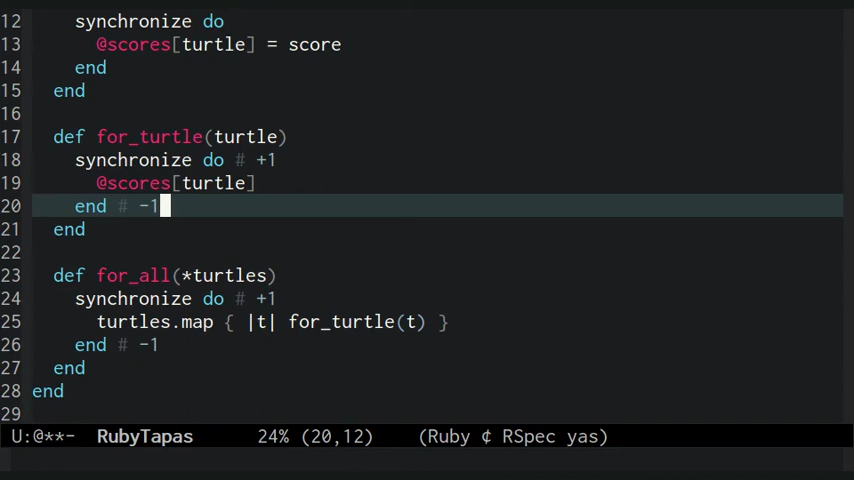 12     synchronize do
13       @scores[turtle] = score
14     end
15   end
16
17   def for_turtle(turtle)
18     synchronize do # +1
19       @scores[turtle]
20     end # -1
21   end
22
23   def for_all(*turtles)
24     synchronize do # +1
25       turtles.map { |t| for_turtle(t) }
26     end # -1
27   end
28 end
29
U:@**-  RubyTapas      24% (20,12)    (Ruby ¢ RSpec yas)